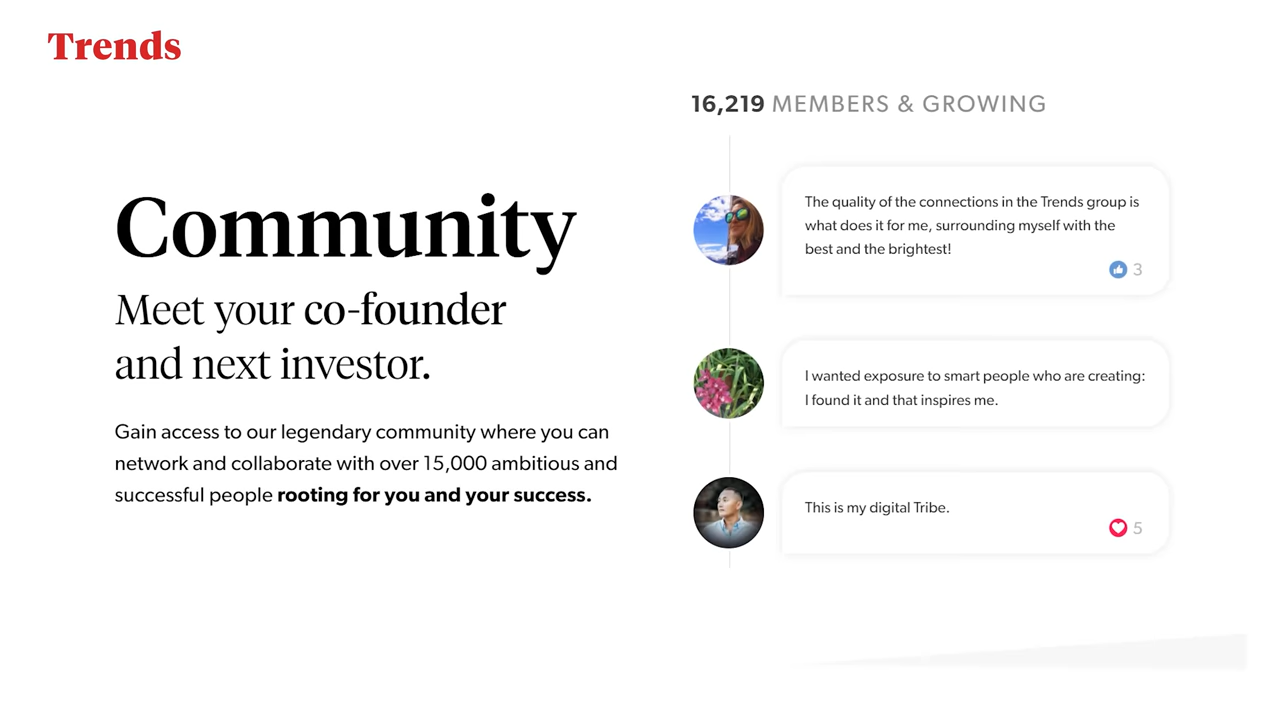 Trends
16,219 MEMBERS & GROWING
Community
Meet your co-founder
and next investor.
Gain access to our legendary community where you can
network and collaborate with over 15,000 ambitious and
successful people rooting for you and your success.
The quality of the connections in the Trends group is
what does it for me, surrounding myself with the
best and the brightest!
3
I wanted exposure to smart people who are creating:
I found it and that inspires me.
This is my digital Tribe.
5